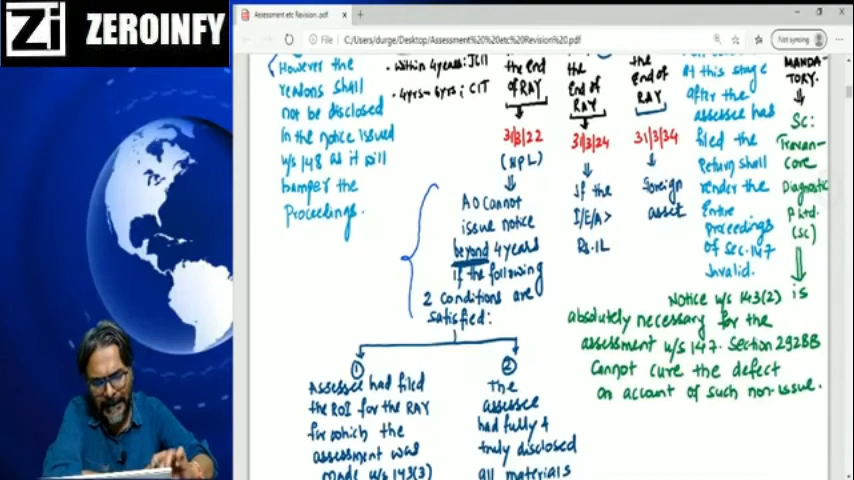 Zi ZEROINFY
Assessment etc Revision .pdf
File | C:/Users/durge/Desktop/Assessment%20%20etc%20Revision%20.pdf
Not syncing
However the
reasons shall
not be disclosed
in the notice issued
u/s 148 as it will
hamper the
Proceedings.
• Within 4 years: JCIT
• 4yrs - 6yrs; CIT
the end
of RAY
31/3/22
(NPL)
AO Cannot
issue notice
beyond 4 years
if the following
2 conditions are
satisfied:
the
End of
RAY
31/3/24
If the
I/E/A>
Rs.1L
the
End of
RAY
31/3/34
foreign
asset
At this stage
after the
assessee has
filed the
Return shall
render the
Entire
Proceedings
of Sec.147
Invalid.
MANDA-
TORY.
SC:
Travan-
core
Diagnostic
P Ltd.
(SC)
Notice u/s 143(2) is
absolutely necessary for the
assessment u/s 147. Section 292BB
Cannot cure the defect
on account of such non-issue.
①
Assessee had filed
the ROI for the RAY
for which the
assessment was
made u/s 143(3)
②
The
assessee
had fully &
truly disclosed
all materials